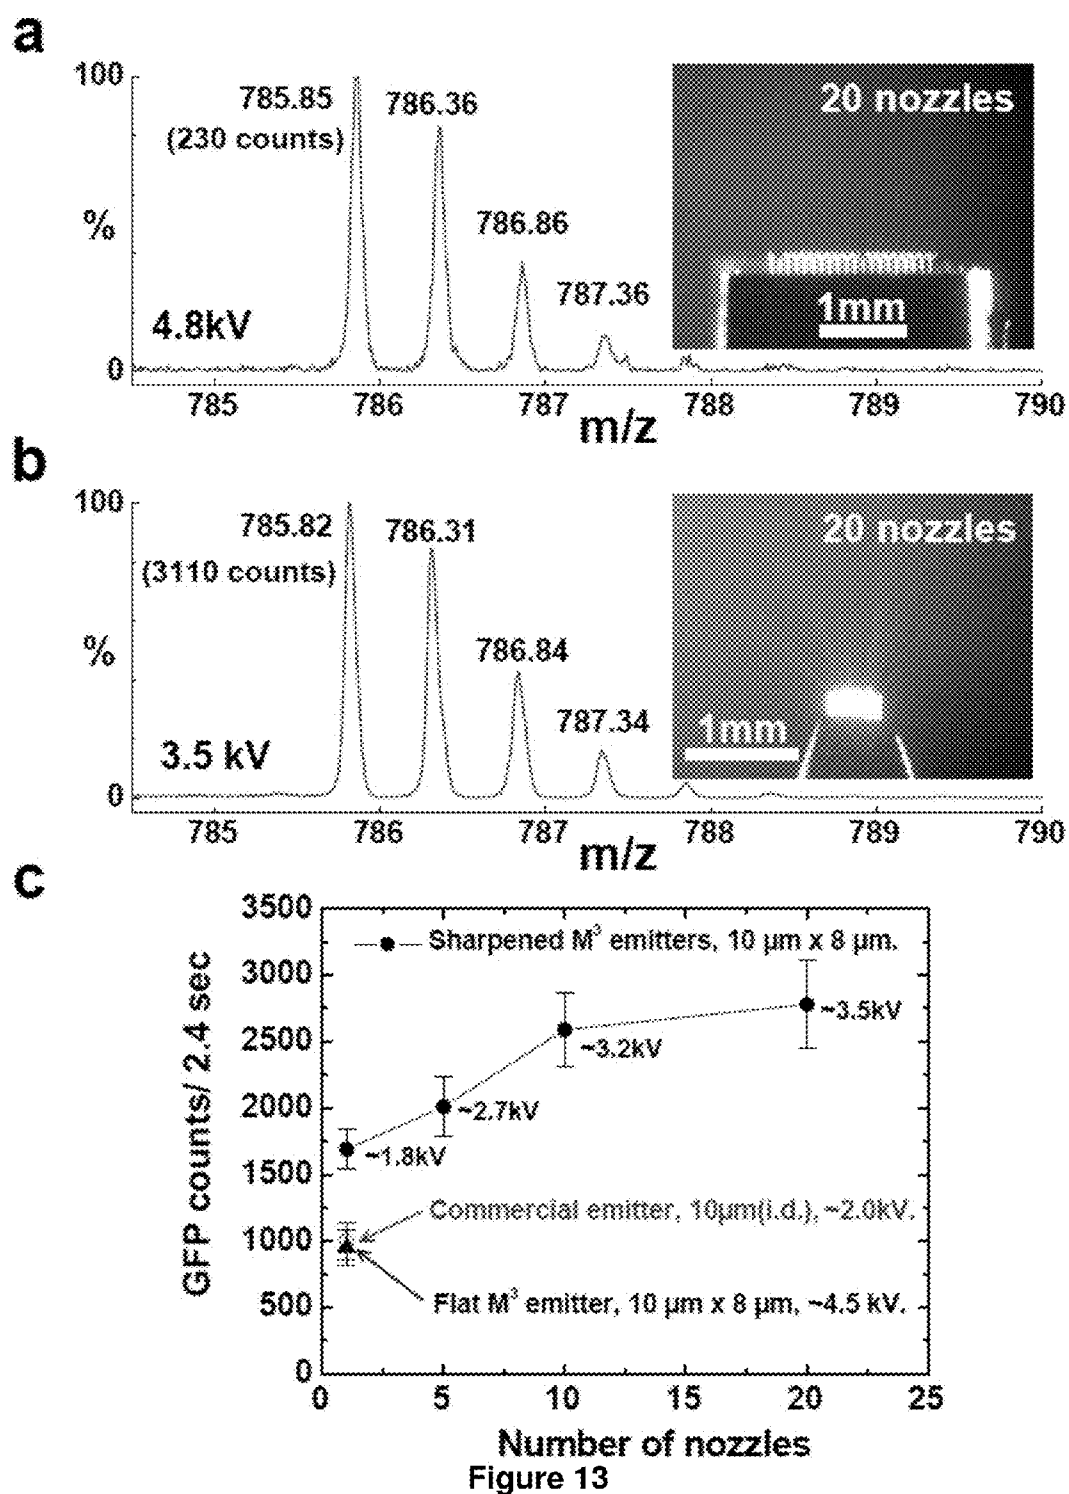 a
100
785.85
786.36
20 nozzles
(230 counts)
%
786.86
787.36
1mm
4.8kV
0
785 786 787 788 789 790
m/z
b
100
785.82
786.31
20 nozzles
(3110 counts)
%
786.84
787.34
1mm
3.5 kV
0
785 786 787 788 789 790
m/z
c
3500
Sharpened M³ emitters, 10 µm x 8 µm.
3000
~3.5kV
2500
~3.2kV
GFP counts/ 2.4 sec
2000
~2.7kV
~1.8kV
1500
Commercial emitter, 10µm(i.d.), ~2.0kV.
1000
Flat M³ emitter, 10 µm x 8 µm, ~4.5 kV.
500
0
0 5 10 15 20 25
Number of nozzles
Figure 13